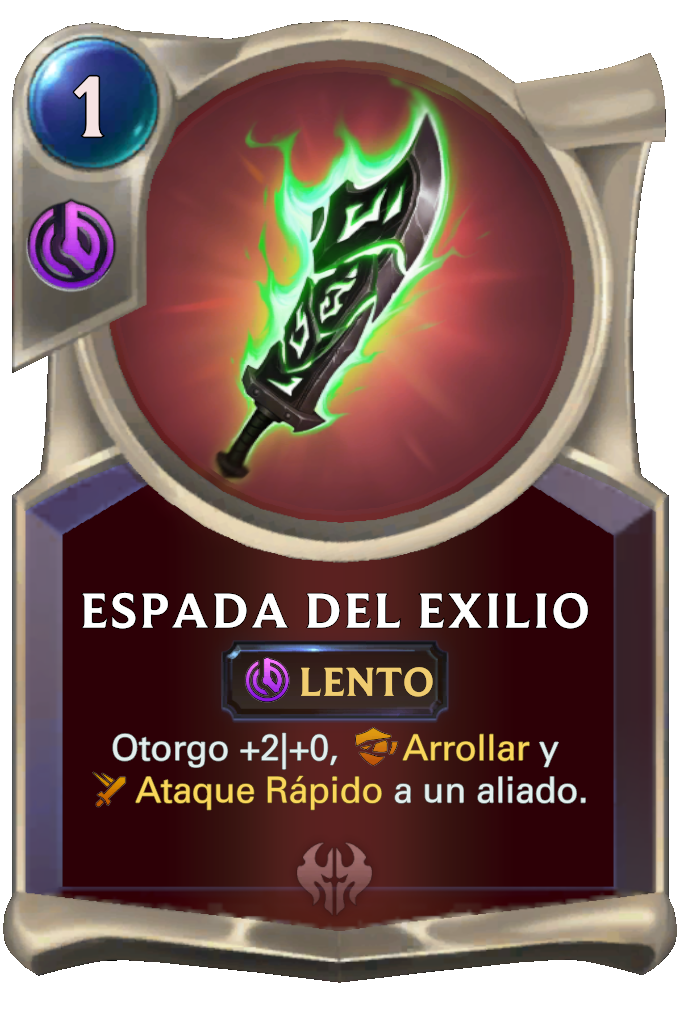 1
ESPADA DEL EXILIO
LENTO
Otorgo +2|+0, Arrollar y
Ataque Rápido a un aliado.